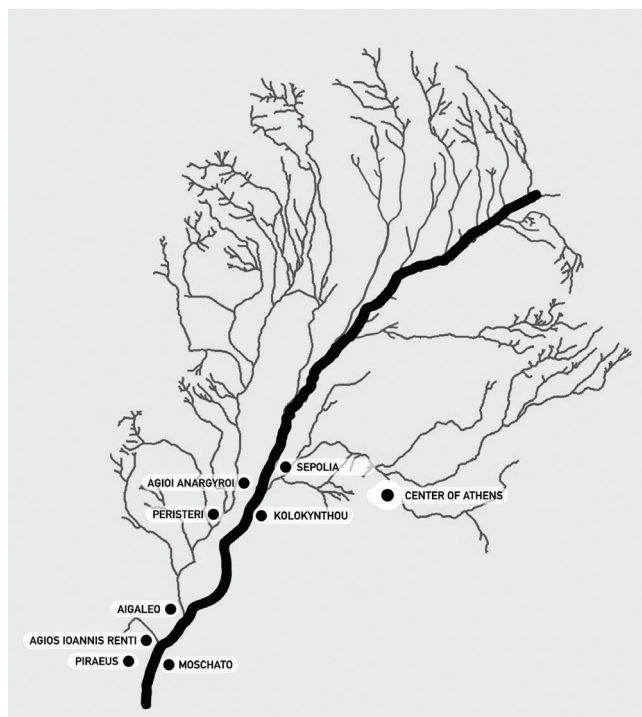 SEPOLIA
AGIOI ANARGYROI
CENTER OF ATHENS
PERISTERI
KOLOKYNTHOU
AIGALEO
AGIOS IOANNIS RENTI
PIRAEUS
MOSCHATO